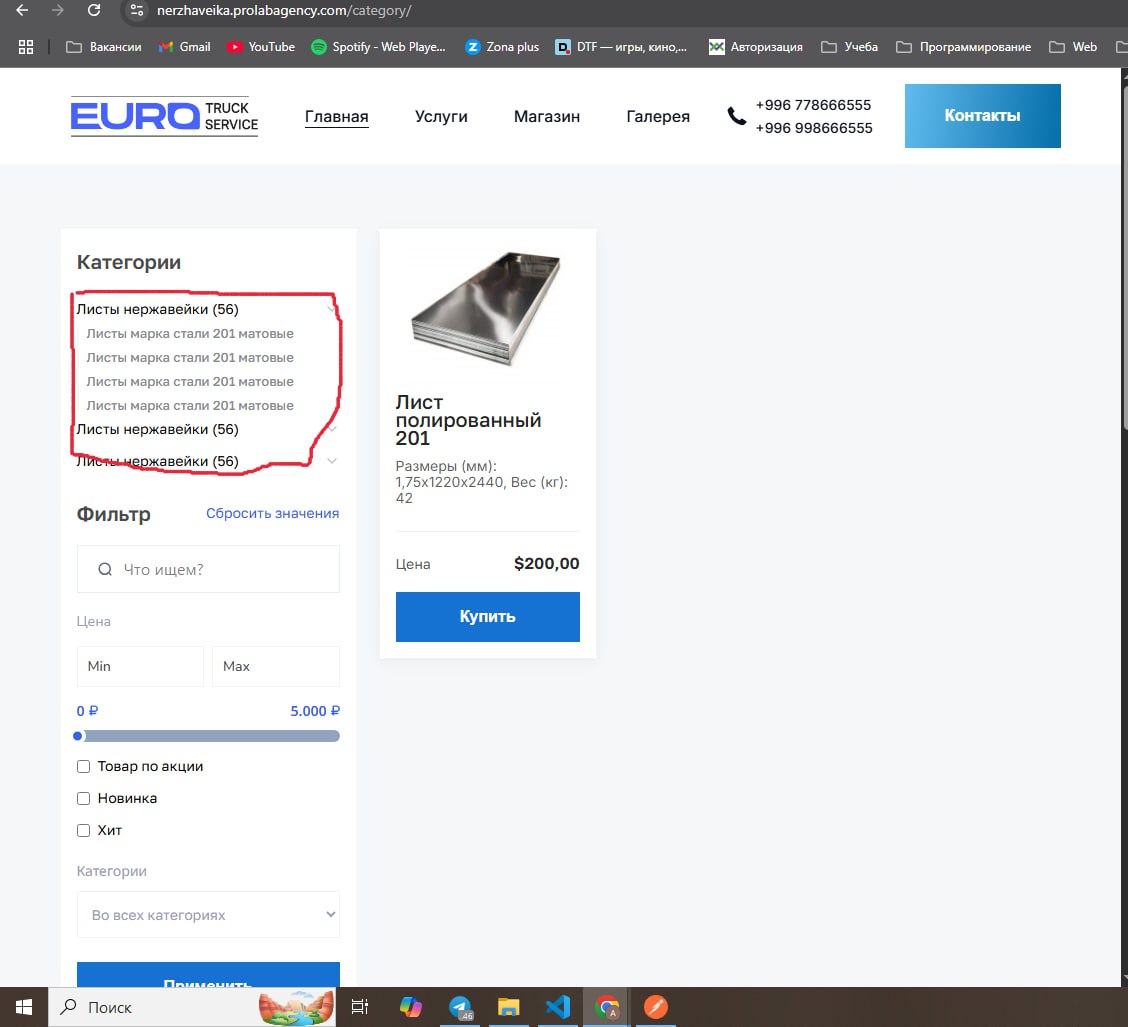 nerzhaveika.prolabagency.com/category/
Вакансии
Gmail
YouTube
Spotify - Web Playe...
Zona plus
DTF — игры, кино,...
Авторизация
Учеба
Программирование
Web
EURO TRUCK SERVICE
Главная
Услуги
Магазин
Галерея
+996 778666555
+996 998666555
Контакты
Категории
Листы нержавейки (56)
Листы марка стали 201 матовые
Листы марка стали 201 матовые
Листы марка стали 201 матовые
Листы марка стали 201 матовые
Листы нержавейки (56)
Листы нержавейки (56)
Фильтр
Сбросить значения
Что ищем?
Цена
Min
Max
0 ₽
5.000 ₽
Товар по акции
Новинка
Хит
Категории
Во всех категориях
Применить
Лист
полированный
201
Размеры (мм):
1,75х1220х2440, Вес (кг):
42
Цена
$200,00
Купить
Поиск
46
A